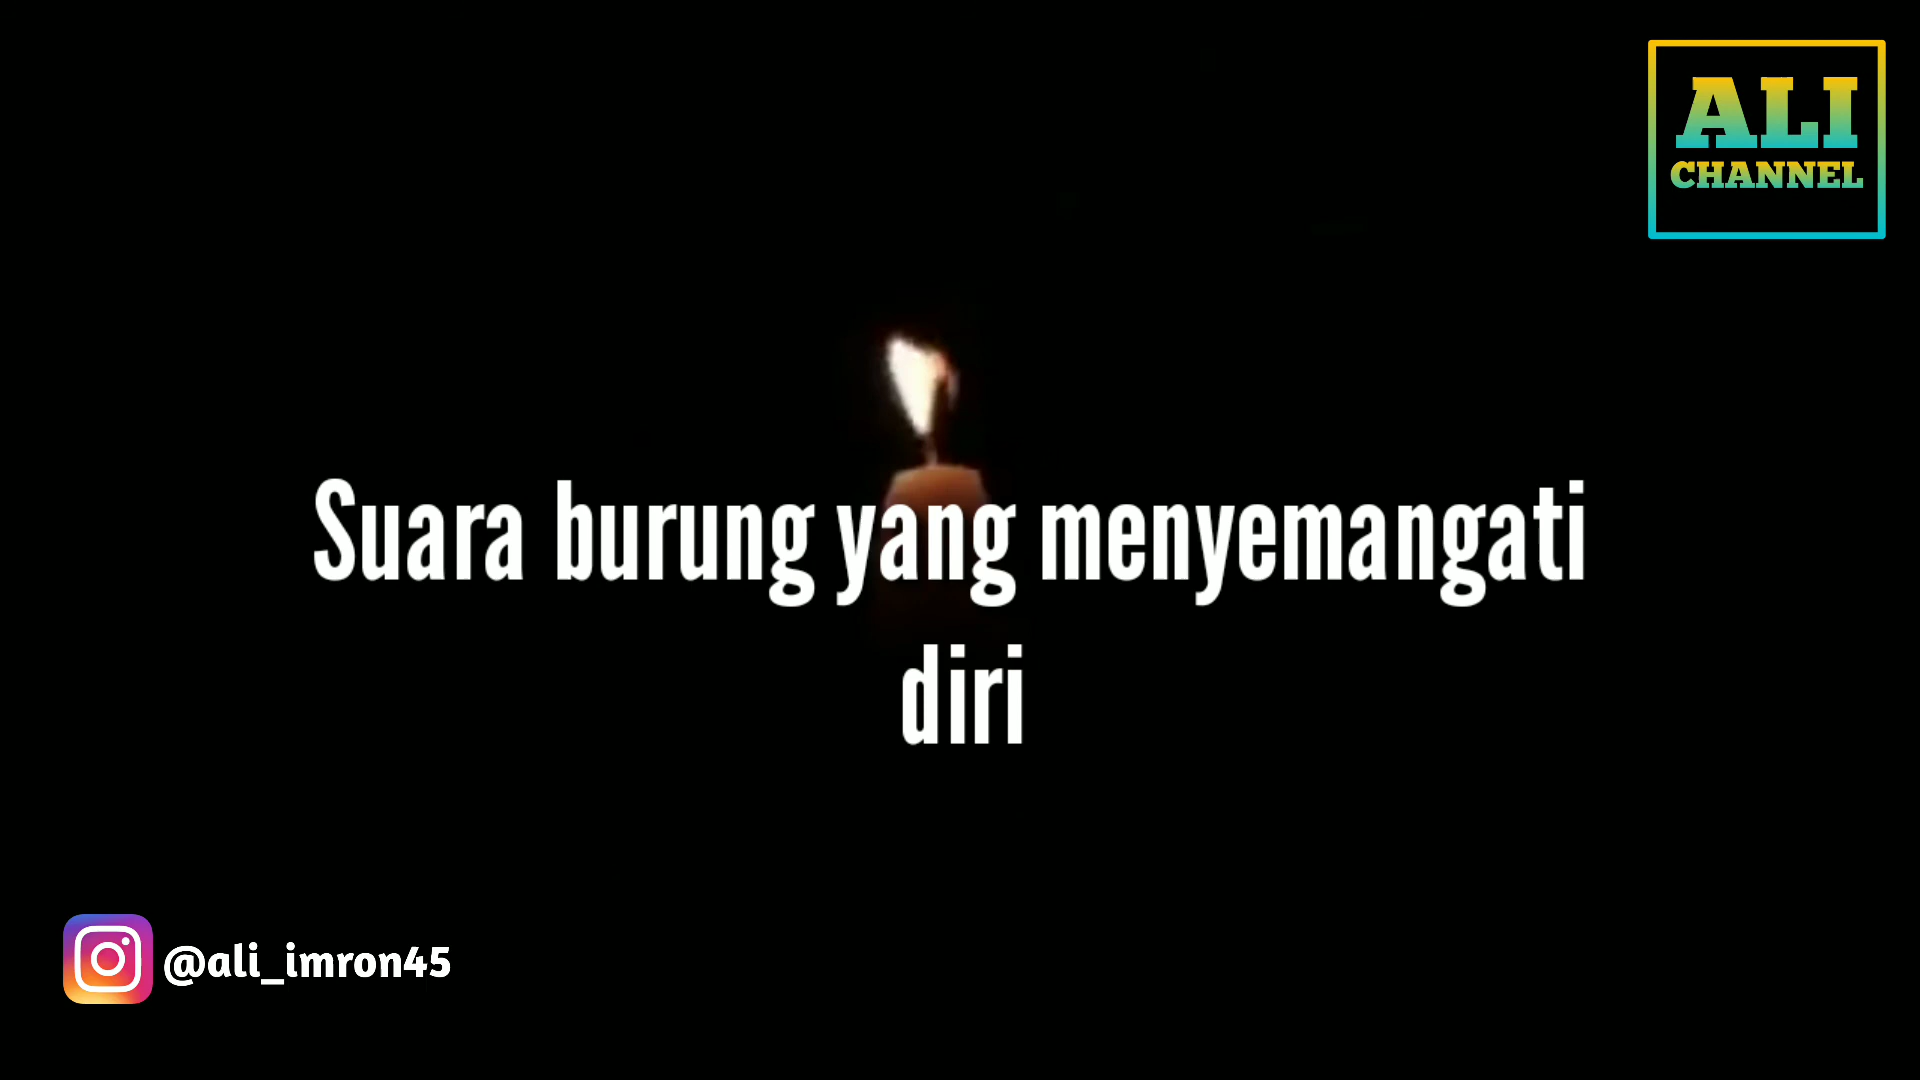 ALI
CHANNEL
Suara burung yang menyemangati
diri
@ali_imron45